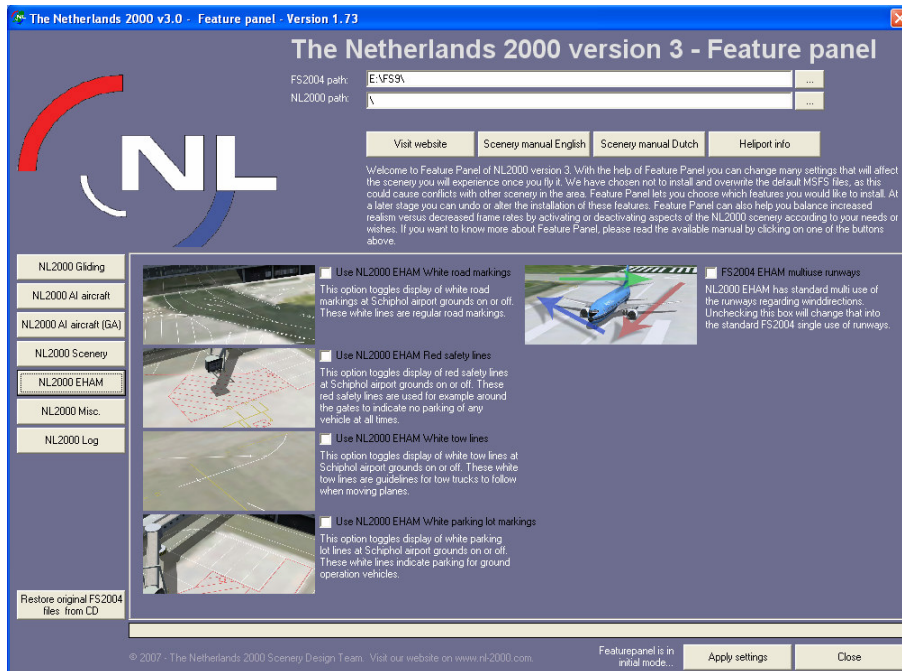 The Netherlands 2000 v3.0 - Feature panel - Version 1.73
The Netherlands 2000 version 3 - Feature panel
FS2004 path:
E:\FS9\
...
NL2000 path:
\
...
NL
Visit website
Scenery manual English
Scenery manual Dutch
Heliport info
Welcome to Feature Panel of NL2000 version 3. With the help of Feature Panel you can change many settings that will affect
the scenery you will experience once you fly it. We have chosen not to install and overwrite the default MSFS files, as this
could cause conflicts with other scenery in the area. Feature Panel lets you choose which features you would like to install. At
a later stage you can undo or alter the installation of these features. Feature Panel can also help you balance increased
realism versus decreased frame rates by activating or deactivating aspects of the NL2000 scenery according to your needs or
wishes. If you want to know more about Feature Panel, please read the available manual by clicking on one of the buttons
above.
NL2000 Gliding
NL2000 AI aircraft
NL2000 AI aircraft (GA)
NL2000 Scenery
NL2000 EHAM
NL2000 Misc.
NL2000 Log
Restore original FS2004
files from CD
Use NL2000 EHAM White road markings
This option toggles display of white road
markings at Schiphol airport grounds on or off.
These white lines are regular road markings.
Use NL2000 EHAM Red safety lines
This option toggles display of red safety lines
at Schiphol airport grounds on or off. These
red safety lines are used for example around
the gates to indicate no parking of any
vehicle at all times.
Use NL2000 EHAM White tow lines
This option toggles display of white tow lines at
Schiphol airport grounds on or off. These white
tow lines are guidelines for tow trucks to follow
when moving planes.
Use NL2000 EHAM White parking lot markings
This option toggles display of white parking
lot lines at Schiphol airport grounds on or off.
These white lines indicate parking for ground
operation vehicles.
FS2004 EHAM multiuse runways
NL2000 EHAM has standard multi use of
the runways regarding winddirections.
Unchecking this box will change that into
the standard FS2004 single use of runways.
© 2007 - The Netherlands 2000 Scenery Design Team. Visit our website on www.nl-2000.com.
Featurepanel is in
initial mode...
Apply settings
Close